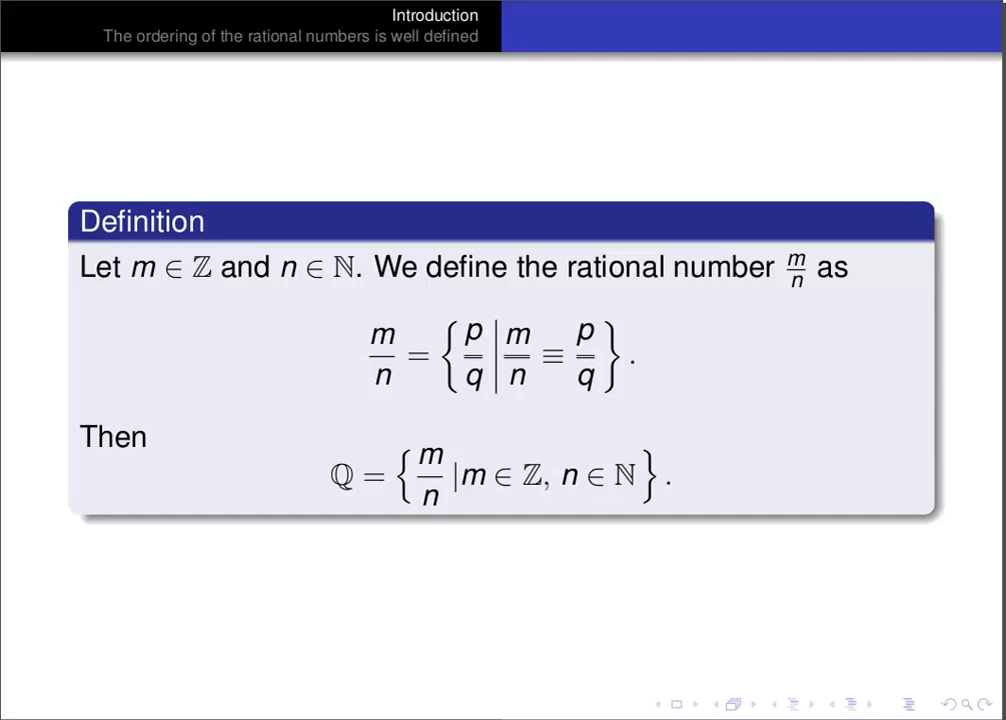 Introduction
The ordering of the rational numbers is well defined
Definition
Let m ∈ ℤ and n ∈ ℕ. We define the rational number m/n as
m/n = { p/q | m/n ≡ p/q } .
Then
ℚ = { m/n | m ∈ ℤ, n ∈ ℕ } .